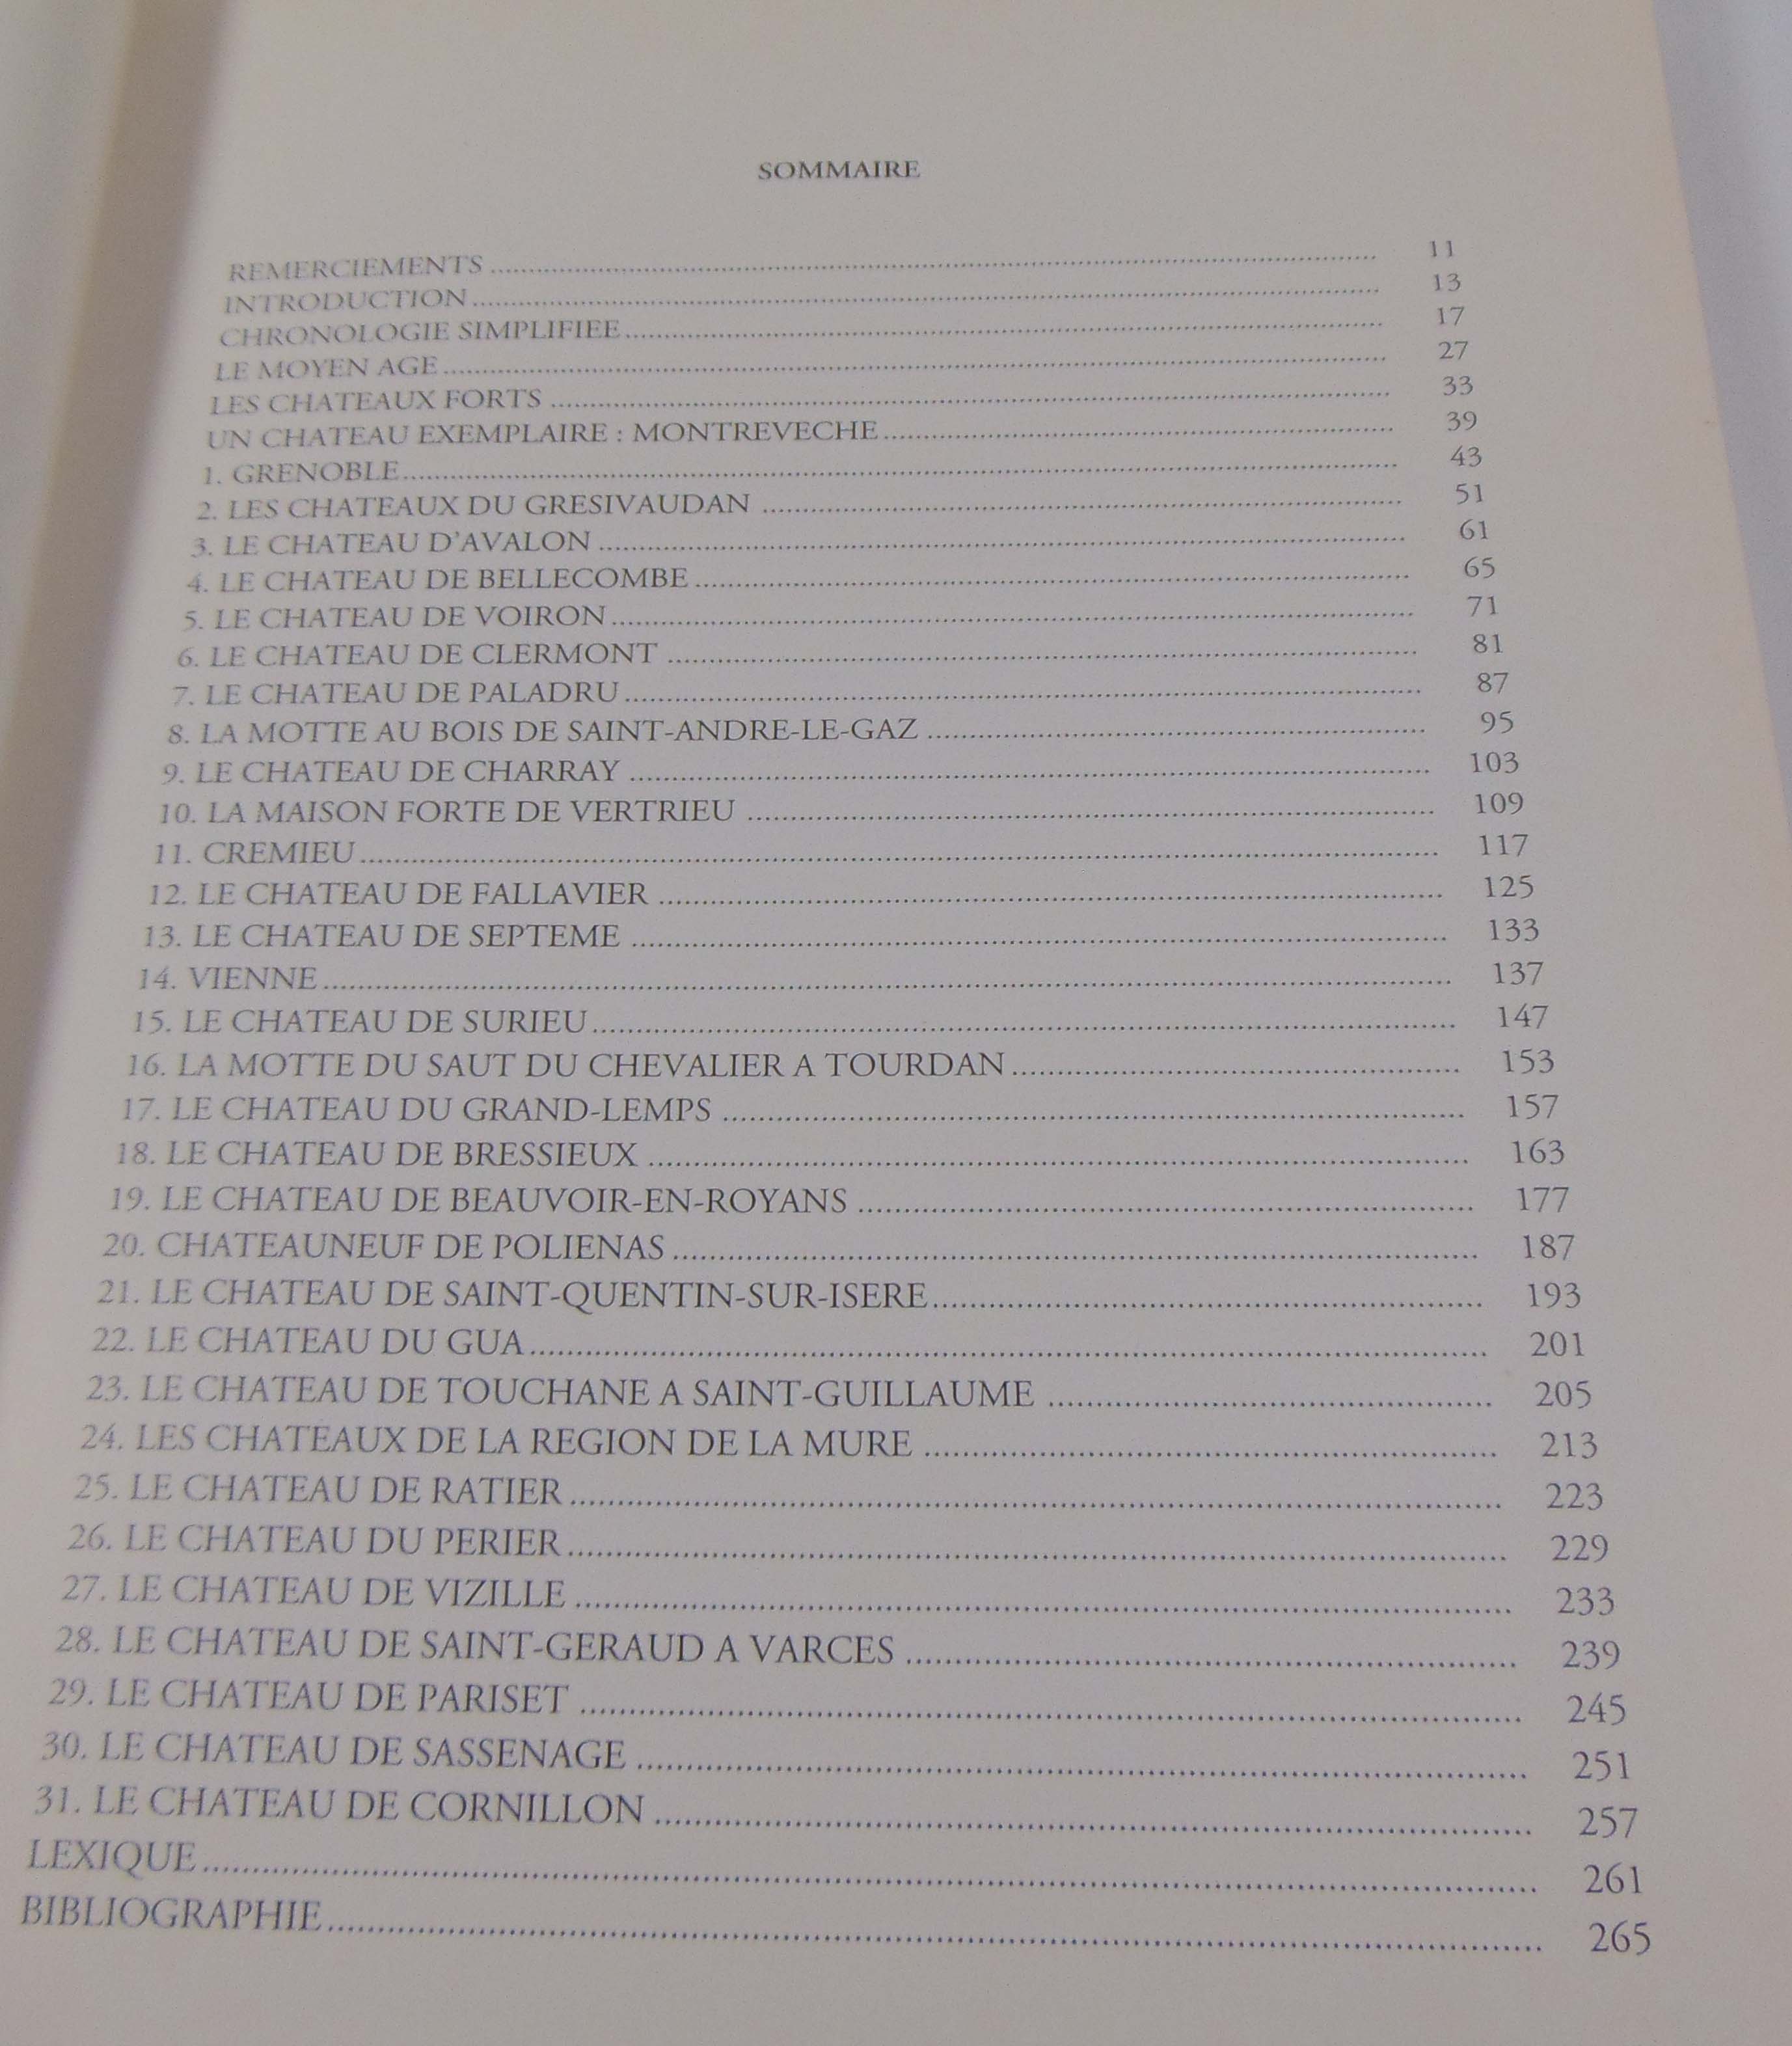 SOMMAIRE
REMERCIEMENTS 11
INTRODUCTION 13
CHRONOLOGIE SIMPLIFIEE 17
LE MOYEN AGE 27
LES CHATEAUX FORTS 33
UN CHATEAU EXEMPLAIRE : MONTREVECHE 39
1. GRENOBLE 43
2. LES CHATEAUX DU GRESIVAUDAN 51
3. LE CHATEAU D'AVALON 61
4. LE CHATEAU DE BELLECOMBE 65
5. LE CHATEAU DE VOIRON 71
6. LE CHATEAU DE CLERMONT 81
7. LE CHATEAU DE PALADRU 87
8. LA MOTTE AU BOIS DE SAINT-ANDRE-LE-GAZ 95
9. LE CHATEAU DE CHARRAY 103
10. LA MAISON FORTE DE VERTRIEU 109
11. CREMIEU 117
12. LE CHATEAU DE FALLAVIER 125
13. LE CHATEAU DE SEPTEME 133
14. VIENNE 137
15. LE CHATEAU DE SURIEU 147
16. LA MOTTE DU SAUT DU CHEVALIER A TOURDAN 153
17. LE CHATEAU DU GRAND-LEMPS 157
18. LE CHATEAU DE BRESSIEUX 163
19. LE CHATEAU DE BEAUVOIR-EN-ROYANS 177
20. CHATEAUNEUF DE POLIENAS 187
21. LE CHATEAU DE SAINT-QUENTIN-SUR-ISERE 193
22. LE CHATEAU DU GUA 201
23. LE CHATEAU DE TOUCHANE A SAINT-GUILLAUME 205
24. LES CHATEAUX DE LA REGION DE LA MURE 213
25. LE CHATEAU DE RATIER 223
26. LE CHATEAU DU PERIER 229
27. LE CHATEAU DE VIZILLE 233
28. LE CHATEAU DE SAINT-GERAUD A VARCES 239
29. LE CHATEAU DE PARISET 245
30. LE CHATEAU DE SASSENAGE 251
31. LE CHATEAU DE CORNILLON 257
LEXIQUE 261
BIBLIOGRAPHIE 265